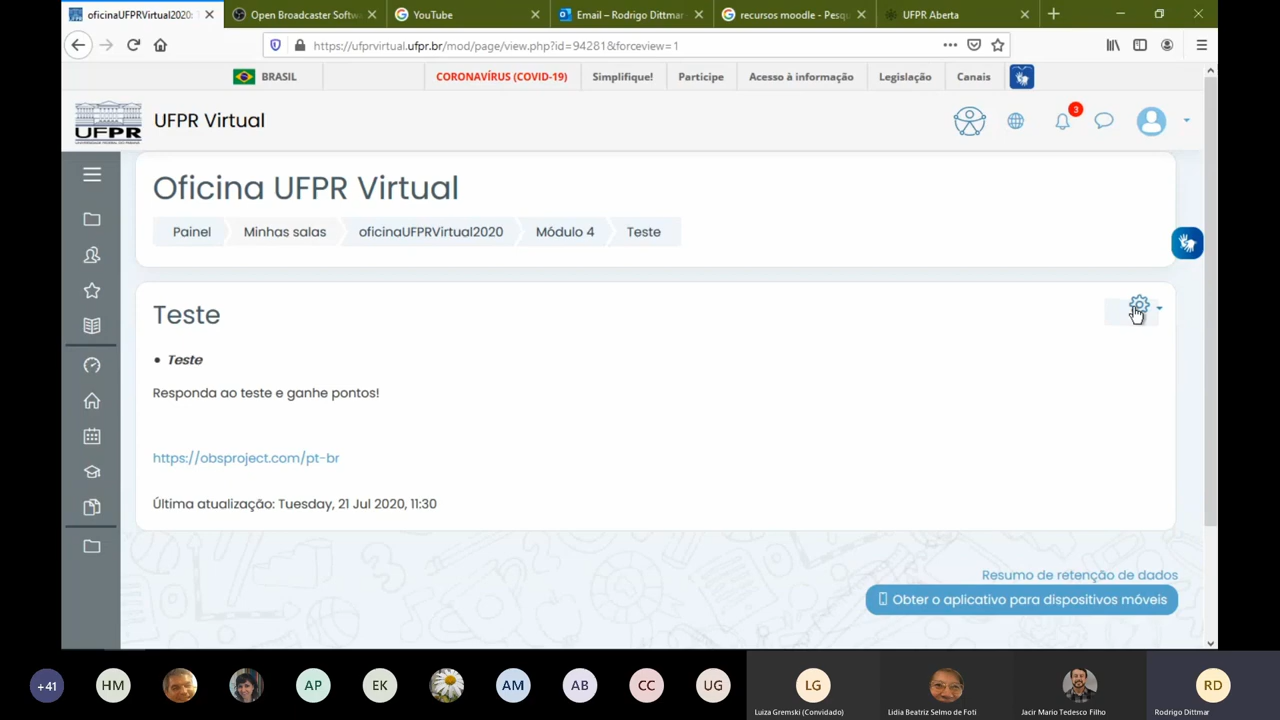 oficinaUFPRVirtual2020: T
Open Broadcaster Softw
YouTube
Email – Rodrigo Dittmar
recursos moodle - Pesq
UFPR Aberta
https://ufprvirtual.ufpr.br/mod/page/view.php?id=94281&forceview=1
BRASIL
CORONAVÍRUS (COVID-19)
Simplifique!
Participe
Acesso à informação
Legislação
Canais
UFPR
UFPR Virtual
3
Oficina UFPR Virtual
Painel
Minhas salas
oficinaUFPRVirtual2020
Módulo 4
Teste
Teste
• Teste
Responda ao teste e ganhe pontos!
https://obsproject.com/pt-br
Última atualização: Tuesday, 21 Jul 2020, 11:30
Resumo de retenção de dados
Obter o aplicativo para dispositivos móveis
+41
HM
AP
EK
AM
AB
CC
UG
LG
RD
Luiza Gremski (Convidado)
Lidia Beatriz Selmo de Foti
Jacir Mario Tedesco Filho
Rodrigo Dittmar